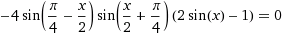 -4 sin(π/4 - x/2) sin(x/2 + π/4) (2 sin(x) - 1) = 0